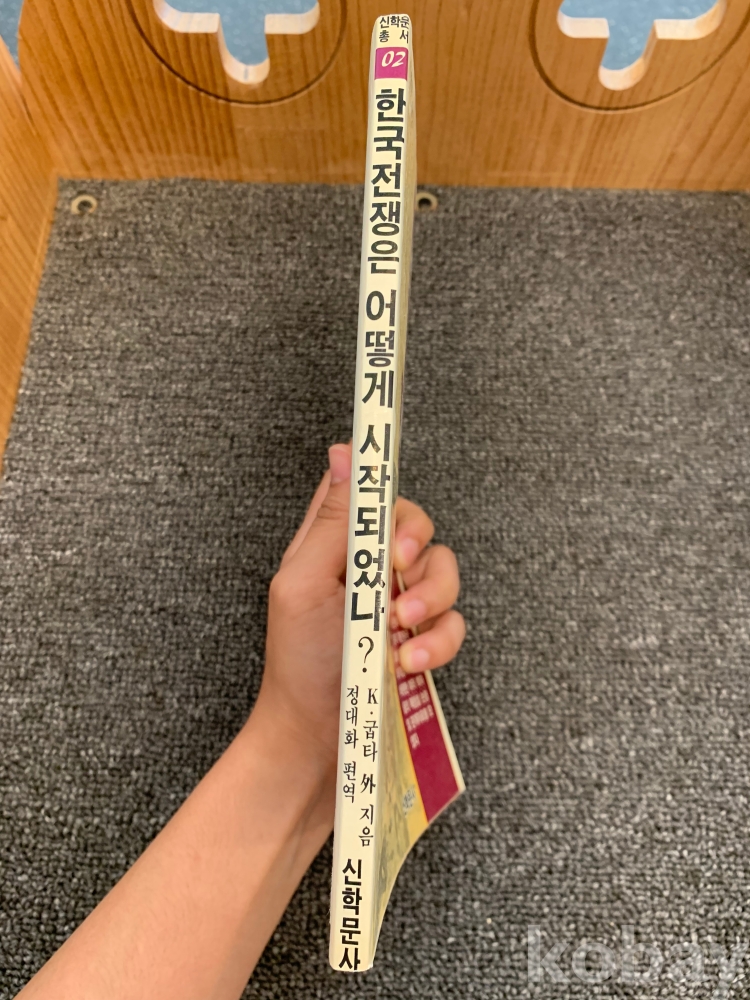 신학문
총 서
02
한국전쟁은 어떻게 시작되었나?
K·굽타 外 지음
정대화 편역
신학문사
kobay